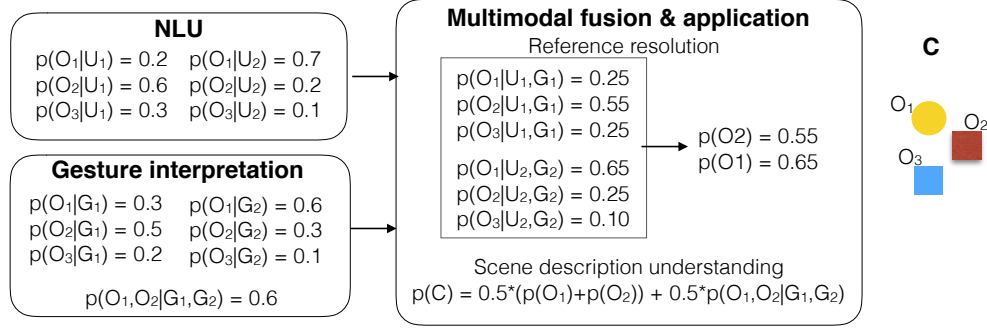 NLU
p(O₁|U₁) = 0.2 p(O₁|U₂) = 0.7
p(O₂|U₁) = 0.6 p(O₂|U₂) = 0.2
p(O₃|U₁) = 0.3 p(O₃|U₂) = 0.1
Gesture interpretation
p(O₁|G₁) = 0.3 p(O₁|G₂) = 0.6
p(O₂|G₁) = 0.5 p(O₂|G₂) = 0.3
p(O₃|G₁) = 0.2 p(O₃|G₂) = 0.1
p(O₁,O₂|G₁,G₂) = 0.6
Multimodal fusion & application
Reference resolution
p(O₁|U₁,G₁) = 0.25
p(O₂|U₁,G₁) = 0.55
p(O₃|U₁,G₁) = 0.25
p(O₁|U₂,G₂) = 0.65
p(O₂|U₂,G₂) = 0.25
p(O₃|U₂,G₂) = 0.10
p(O2) = 0.55
p(O1) = 0.65
Scene description understanding
p(C) = 0.5*(p(O₁)+p(O₂)) + 0.5*p(O₁,O₂|G₁,G₂)
C
O₁
O₂
O₃